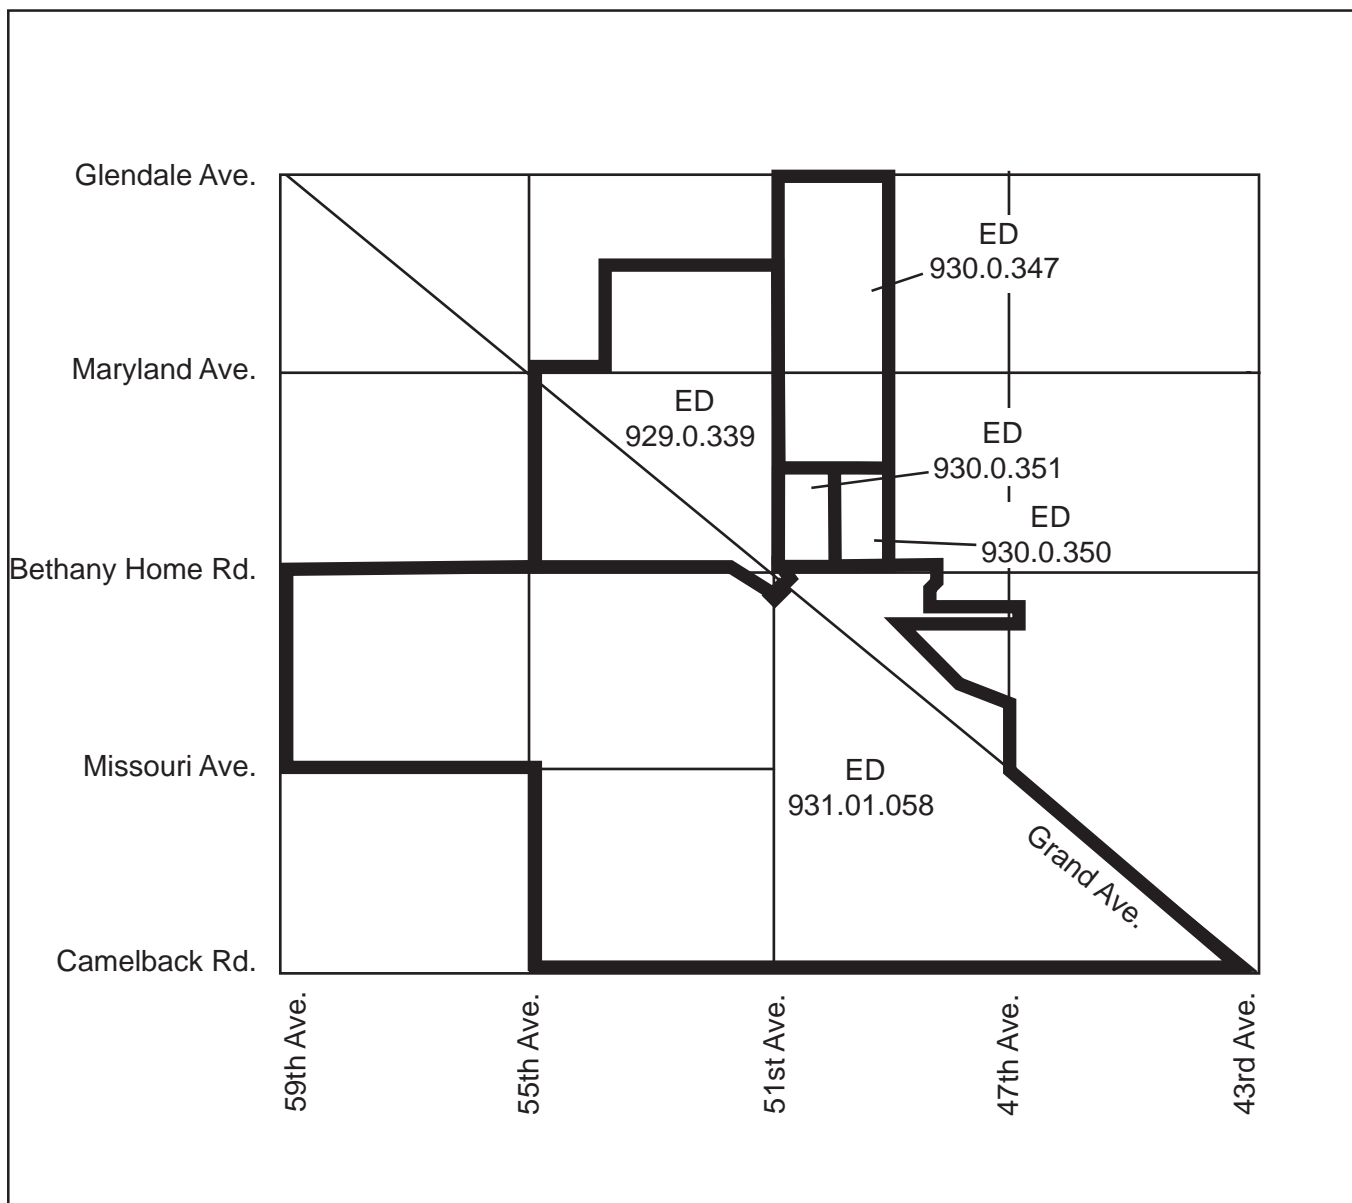 Glendale Ave.
ED
930.0.347
Maryland Ave.
ED
929.0.339
ED
930.0.351
ED
930.0.350
Bethany Home Rd.
Missouri Ave.
ED
931.01.058
Grand Ave.
Camelback Rd.
59th Ave.
55th Ave.
51st Ave.
47th Ave.
43rd Ave.